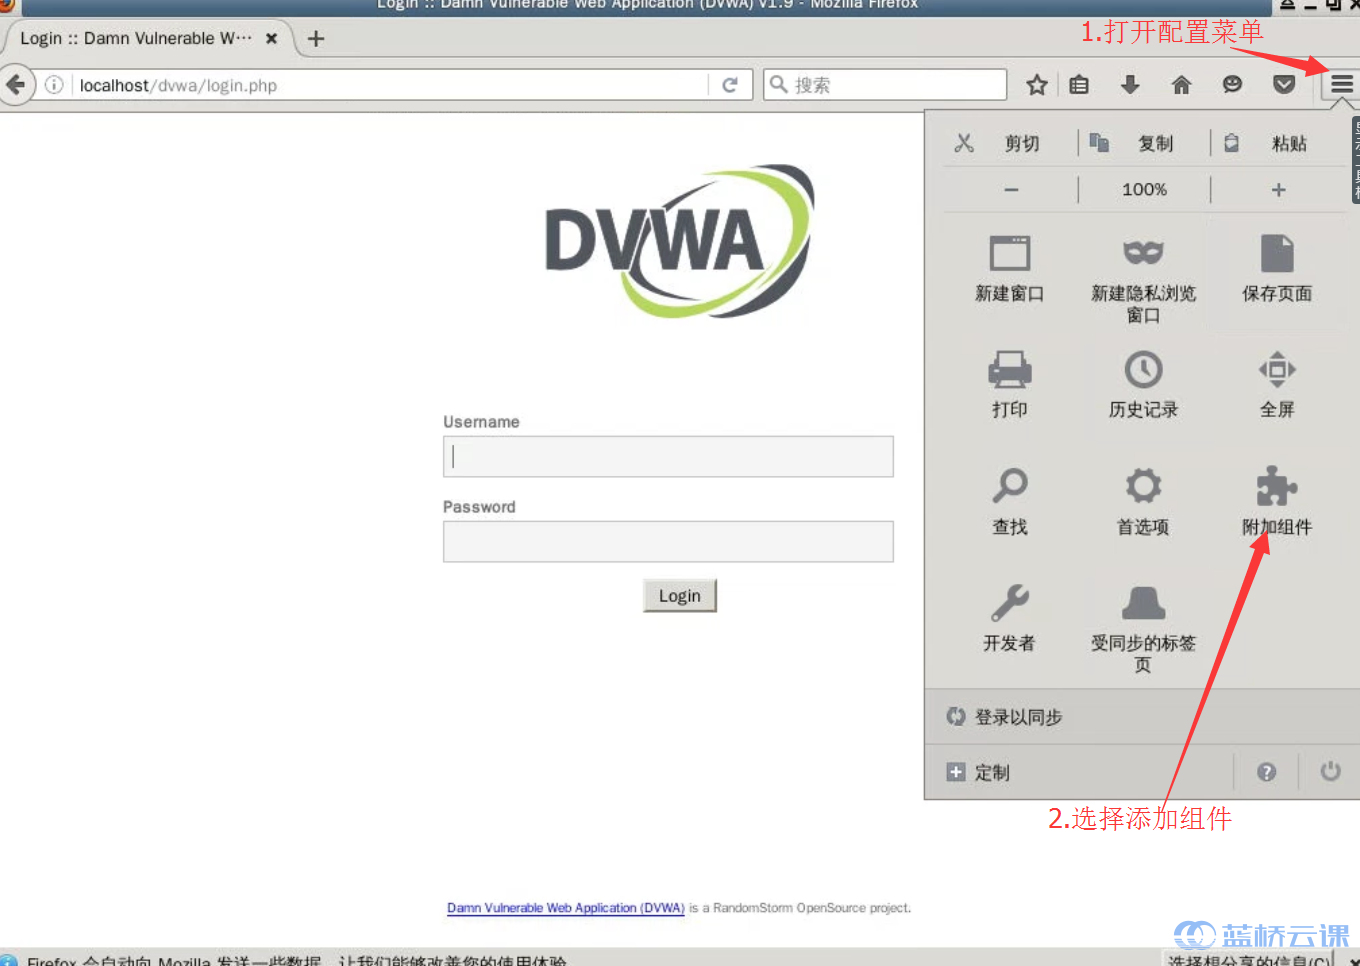 Login :: Damn Vulnerable Web Application (DVWA) v1.9 - Mozilla Firefox
1.打开配置菜单
Login :: Damn Vulnerable W…
localhost/dvwa/login.php
搜索
剪切
复制
粘贴
100%
新建窗口
新建隐私浏览
窗口
保存页面
打印
历史记录
全屏
查找
首选项
附加组件
开发者
受同步的标签
页
登录以同步
定制
DVWA
Username
Password
Login
2.选择添加组件
Damn Vulnerable Web Application (DVWA) is a RandomStorm OpenSource project.
蓝桥云课
Firefox 会自动向 Mozilla 发送一些数据，让我们能够改善您的使用体验
选择想分享的信息(C)